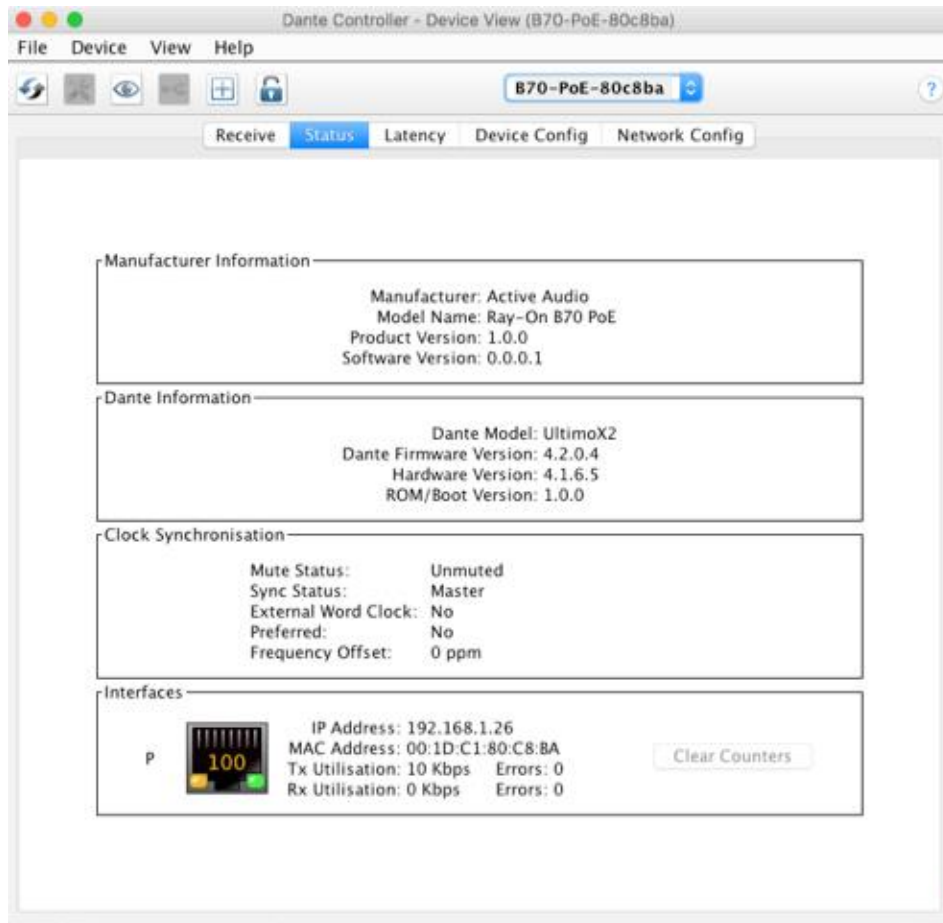 Dante Controller - Device View (B70-PoE-80c8ba)
File Device View Help
B70-PoE-80c8ba ?
Receive Status Latency Device Config Network Config
Manufacturer Information
Manufacturer: Active Audio
Model Name: Ray-On B70 PoE
Product Version: 1.0.0
Software Version: 0.0.0.1
Dante Information
Dante Model: UltimoX2
Dante Firmware Version: 4.2.0.4
Hardware Version: 4.1.6.5
ROM/Boot Version: 1.0.0
Clock Synchronisation
Mute Status: Unmuted
Sync Status: Master
External Word Clock: No
Preferred: No
Frequency Offset: 0 ppm
Interfaces
IP Address: 192.168.1.26
MAC Address: 00:1D:C1:80:C8:BA
P 100 Clear Counters
Tx Utilisation: 10 Kbps Errors: 0
Rx Utilisation: 0 Kbps Errors: 0